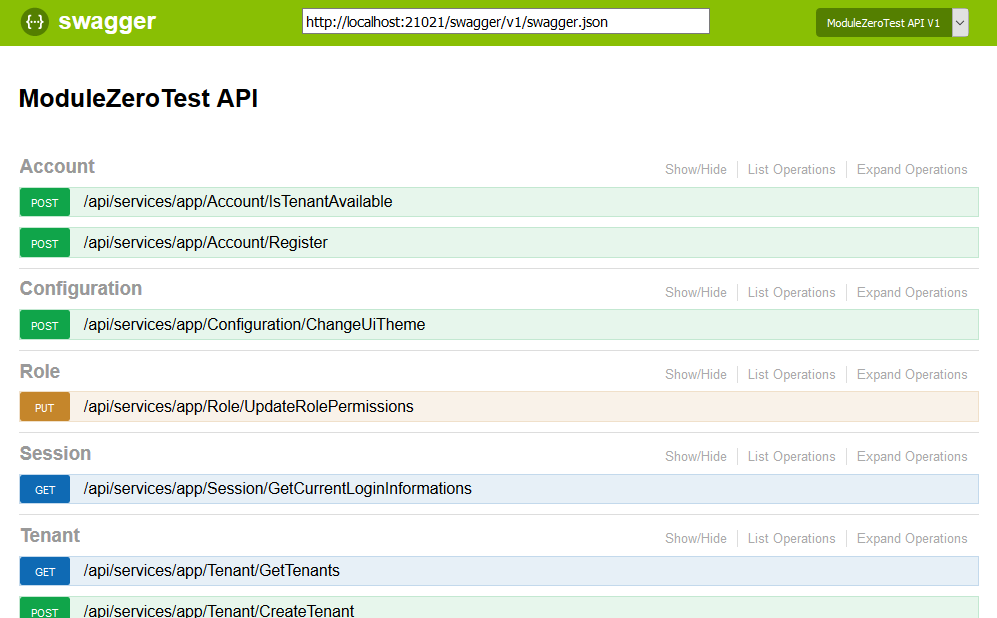 {···} swagger http://localhost:21021/swagger/v1/swagger.json ModuleZeroTest API V1
ModuleZeroTest API
Account Show/Hide List Operations Expand Operations
POST /api/services/app/Account/IsTenantAvailable
POST /api/services/app/Account/Register
Configuration Show/Hide List Operations Expand Operations
POST /api/services/app/Configuration/ChangeUiTheme
Role Show/Hide List Operations Expand Operations
PUT /api/services/app/Role/UpdateRolePermissions
Session Show/Hide List Operations Expand Operations
GET /api/services/app/Session/GetCurrentLoginInformations
Tenant Show/Hide List Operations Expand Operations
GET /api/services/app/Tenant/GetTenants
POST /api/services/app/Tenant/CreateTenant